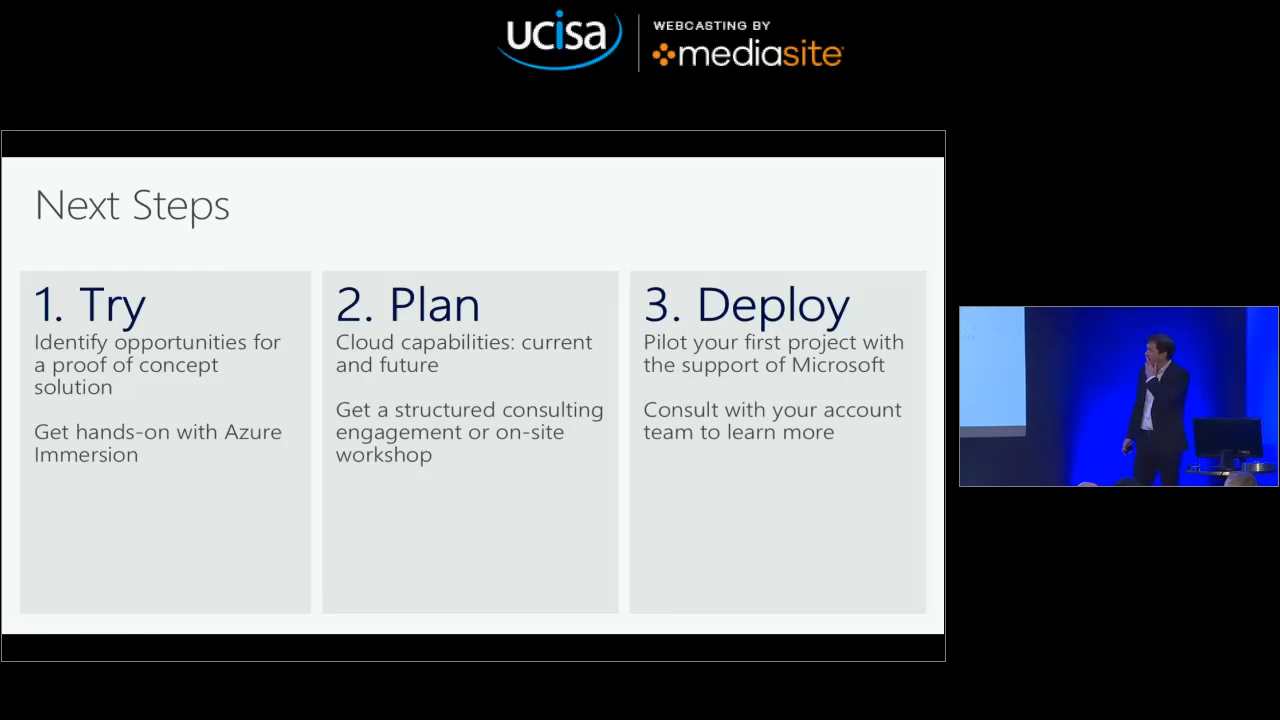 ucisa
WEBCASTING BY
mediasite
Next Steps
1. Try
Identify opportunities for
a proof of concept
solution
Get hands-on with Azure
Immersion
2. Plan
Cloud capabilities: current
and future
Get a structured consulting
engagement or on-site
workshop
3. Deploy
Pilot your first project with
the support of Microsoft
Consult with your account
team to learn more